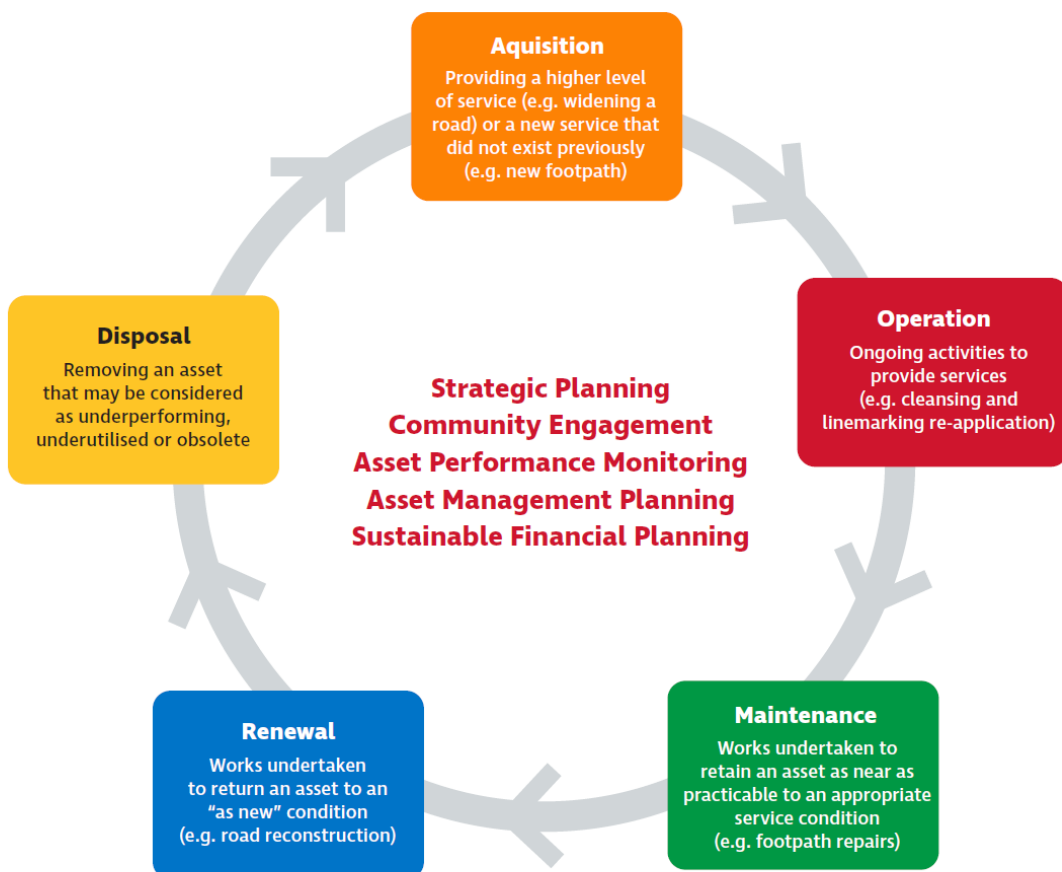 Aquisition
Providing a higher level
of service (e.g. widening a
road) or a new service that
did not exist previously
(e.g. new footpath)
Operation
Ongoing activities to
provide services
(e.g. cleansing and
linemarking re-application)
Maintenance
Works undertaken to
retain an asset as near as
practicable to an appropriate
service condition
(e.g. footpath repairs)
Renewal
Works undertaken
to return an asset to an
“as new” condition
(e.g. road reconstruction)
Disposal
Removing an asset
that may be considered
as underperforming,
underutilised or obsolete
Strategic Planning
Community Engagement
Asset Performance Monitoring
Asset Management Planning
Sustainable Financial Planning